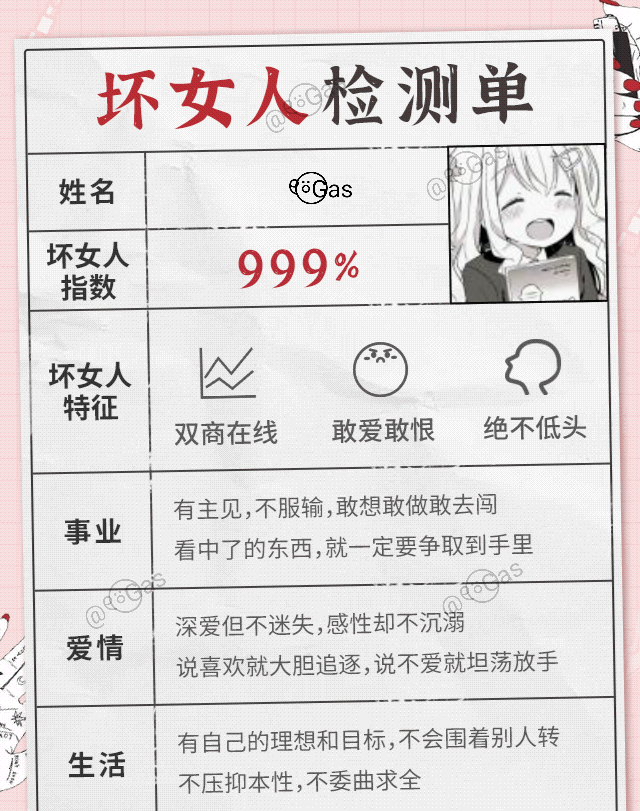 坏女人检测单
@öGas
姓名
öGas
@öGas
坏女人
指数
999%
坏女人
特征
双商在线
敢爱敢恨
绝不低头
事业
有主见,不服输,敢想敢做敢去闯
看中了的东西,就一定要争取到手里
@öGas
@öGas
爱情
深爱但不迷失,感性却不沉溺
说喜欢就大胆追逐,说不爱就坦荡放手
生活
有自己的理想和目标,不会围着别人转
不压抑本性,不委曲求全